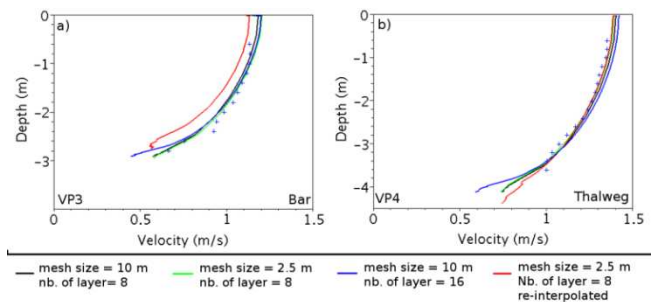 a)
0
−1
−2
−3
Depth (m)
VP3
Bar
0
0.5
1
1.5
Velocity (m/s)
b)
0
−1
−2
−3
−4
Depth (m)
VP4
Thalweg
0
0.5
1
1.5
Velocity (m/s)
mesh size = 10 m
nb. of layer= 8
mesh size = 2.5 m
nb. of layer = 8
mesh size = 10 m
nb. of layer = 16
mesh size = 2.5 m
Nb. of layer = 8
re-interpolated